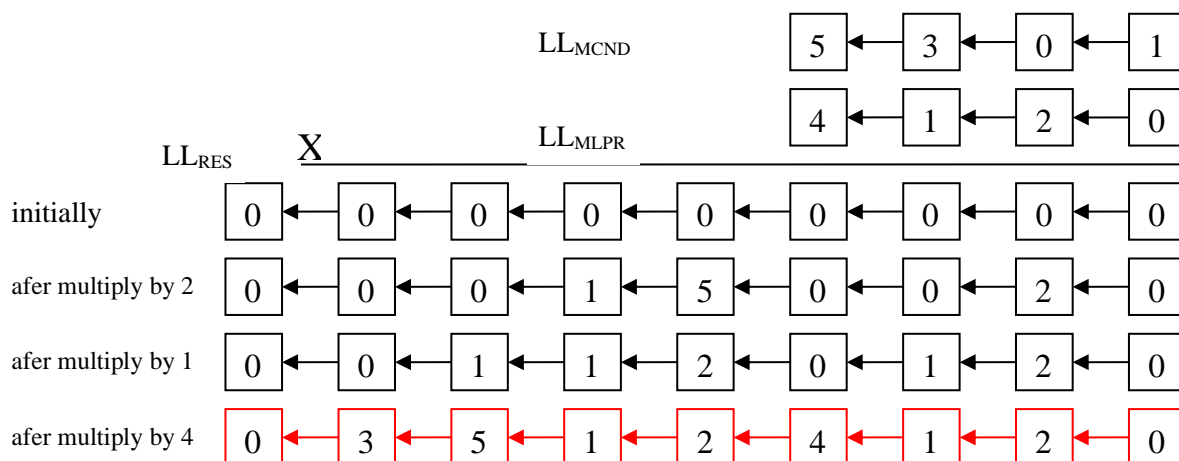 LLMCND 5 3 0 1
4 1 2 0
X LLMLPR
LLRES
initially 0 0 0 0 0 0 0 0 0
afer multiply by 2 0 0 0 1 5 0 0 2 0
afer multiply by 1 0 0 1 1 2 0 1 2 0
afer multiply by 4 0 3 5 1 2 4 1 2 0